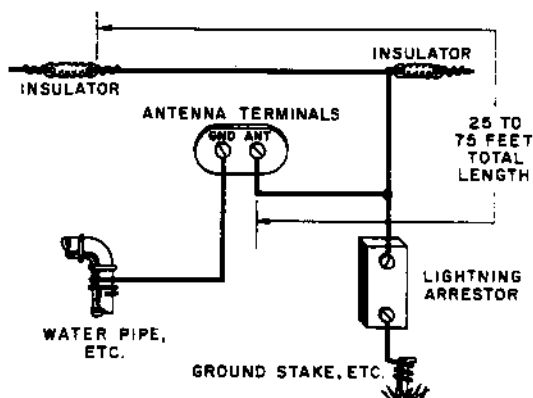 INSULATOR
INSULATOR
ANTENNA TERMINALS
GND ANT
25 TO
75 FEET
TOTAL
LENGTH
LIGHTNING
ARRESTOR
WATER PIPE,
ETC.
GROUND STAKE, ETC.